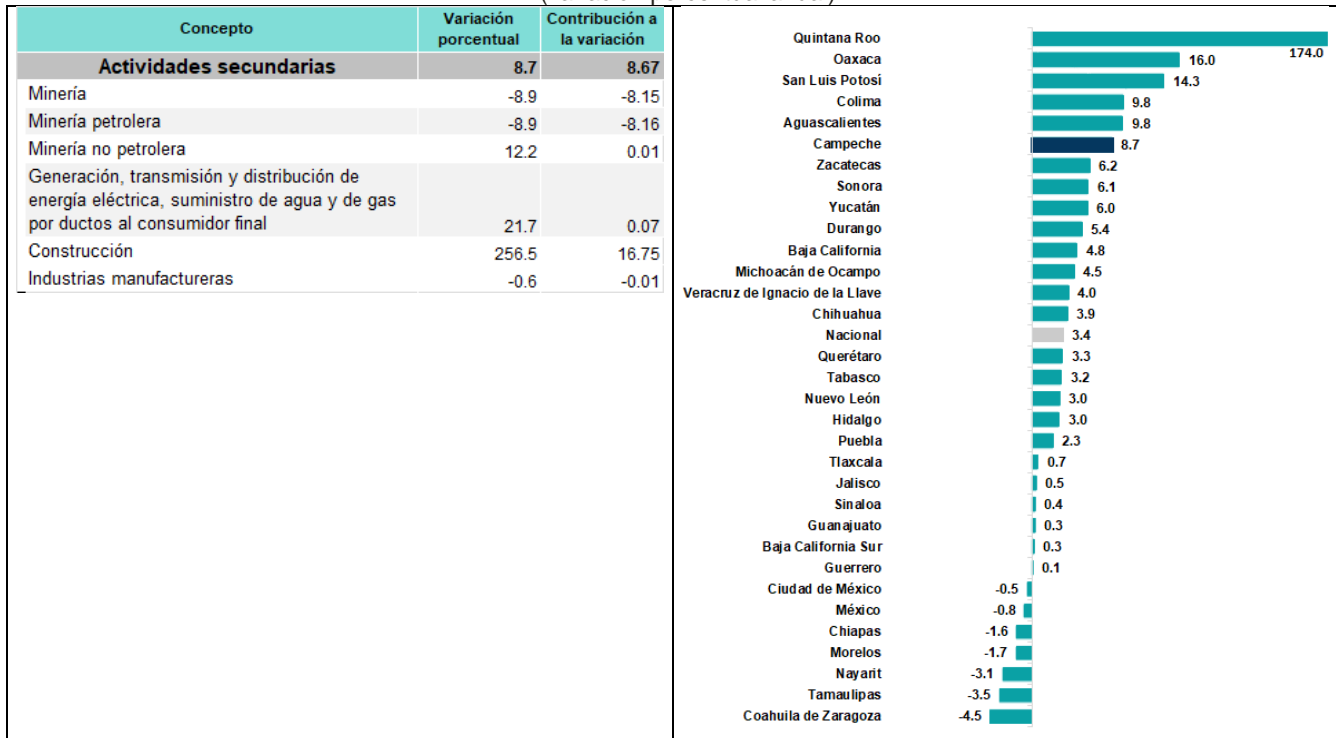 Concepto
Variación porcentual
Contribución a la variación
Actividades secundarias 8.7 8.67
Minería -8.9 -8.15
Minería petrolera -8.9 -8.16
Minería no petrolera 12.2 0.01
Generación, transmisión y distribución de
energía eléctrica, suministro de agua y de gas
por ductos al consumidor final 21.7 0.07
Construcción 256.5 16.75
Industrias manufactureras -0.6 -0.01
Quintana Roo 174.0
Oaxaca 16.0
San Luis Potosí 14.3
Colima 9.8
Aguascalientes 9.8
Campeche 8.7
Zacatecas 6.2
Sonora 6.1
Yucatán 6.0
Durango 5.4
Baja California 4.8
Michoacán de Ocampo 4.5
Veracruz de Ignacio de la Llave 4.0
Chihuahua 3.9
Nacional 3.4
Querétaro 3.3
Tabasco 3.2
Nuevo León 3.0
Hidalgo 3.0
Puebla 2.3
Tlaxcala 0.7
Jalisco 0.5
Sinaloa 0.4
Guanajuato 0.3
Baja California Sur 0.3
Guerrero 0.1
Ciudad de México -0.5
México -0.8
Chiapas -1.6
Morelos -1.7
Nayarit -3.1
Tamaulipas -3.5
Coahuila de Zaragoza -4.5